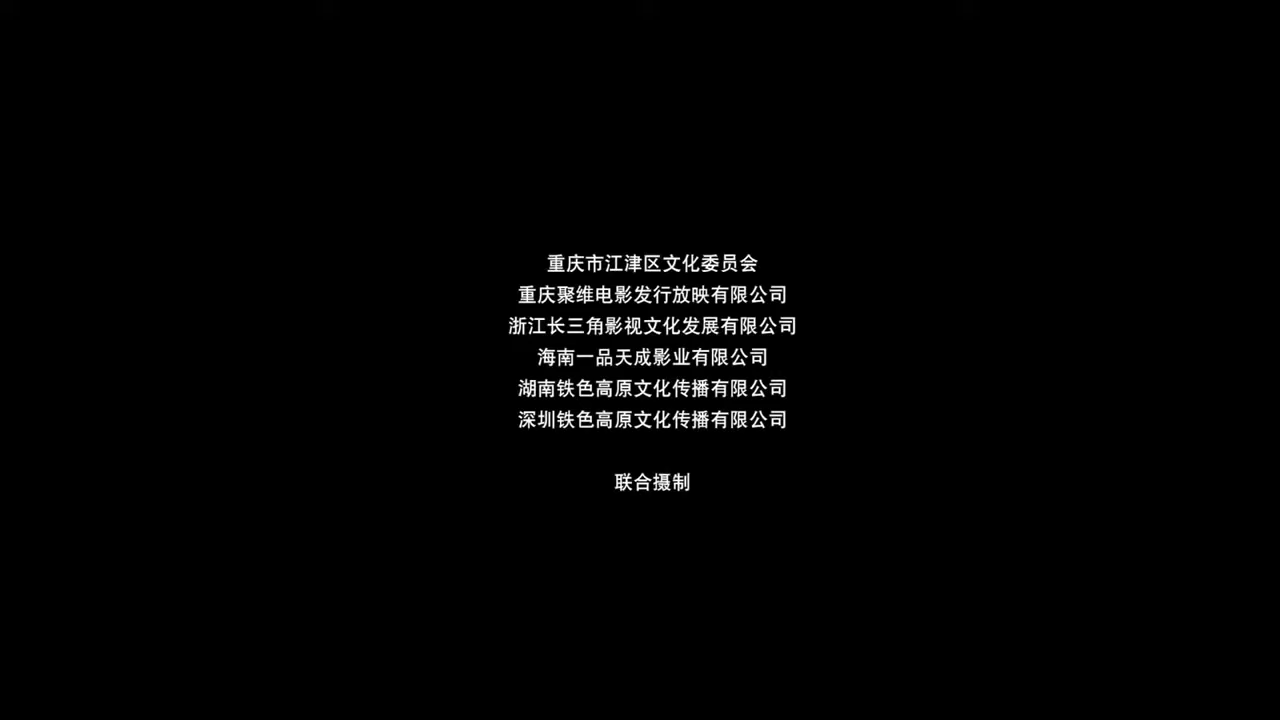 重庆市江津区文化委员会
重庆聚维电影发行放映有限公司
浙江长三角影视文化发展有限公司
海南一品天成影业有限公司
湖南铁色高原文化传播有限公司
深圳铁色高原文化传播有限公司
联合摄制